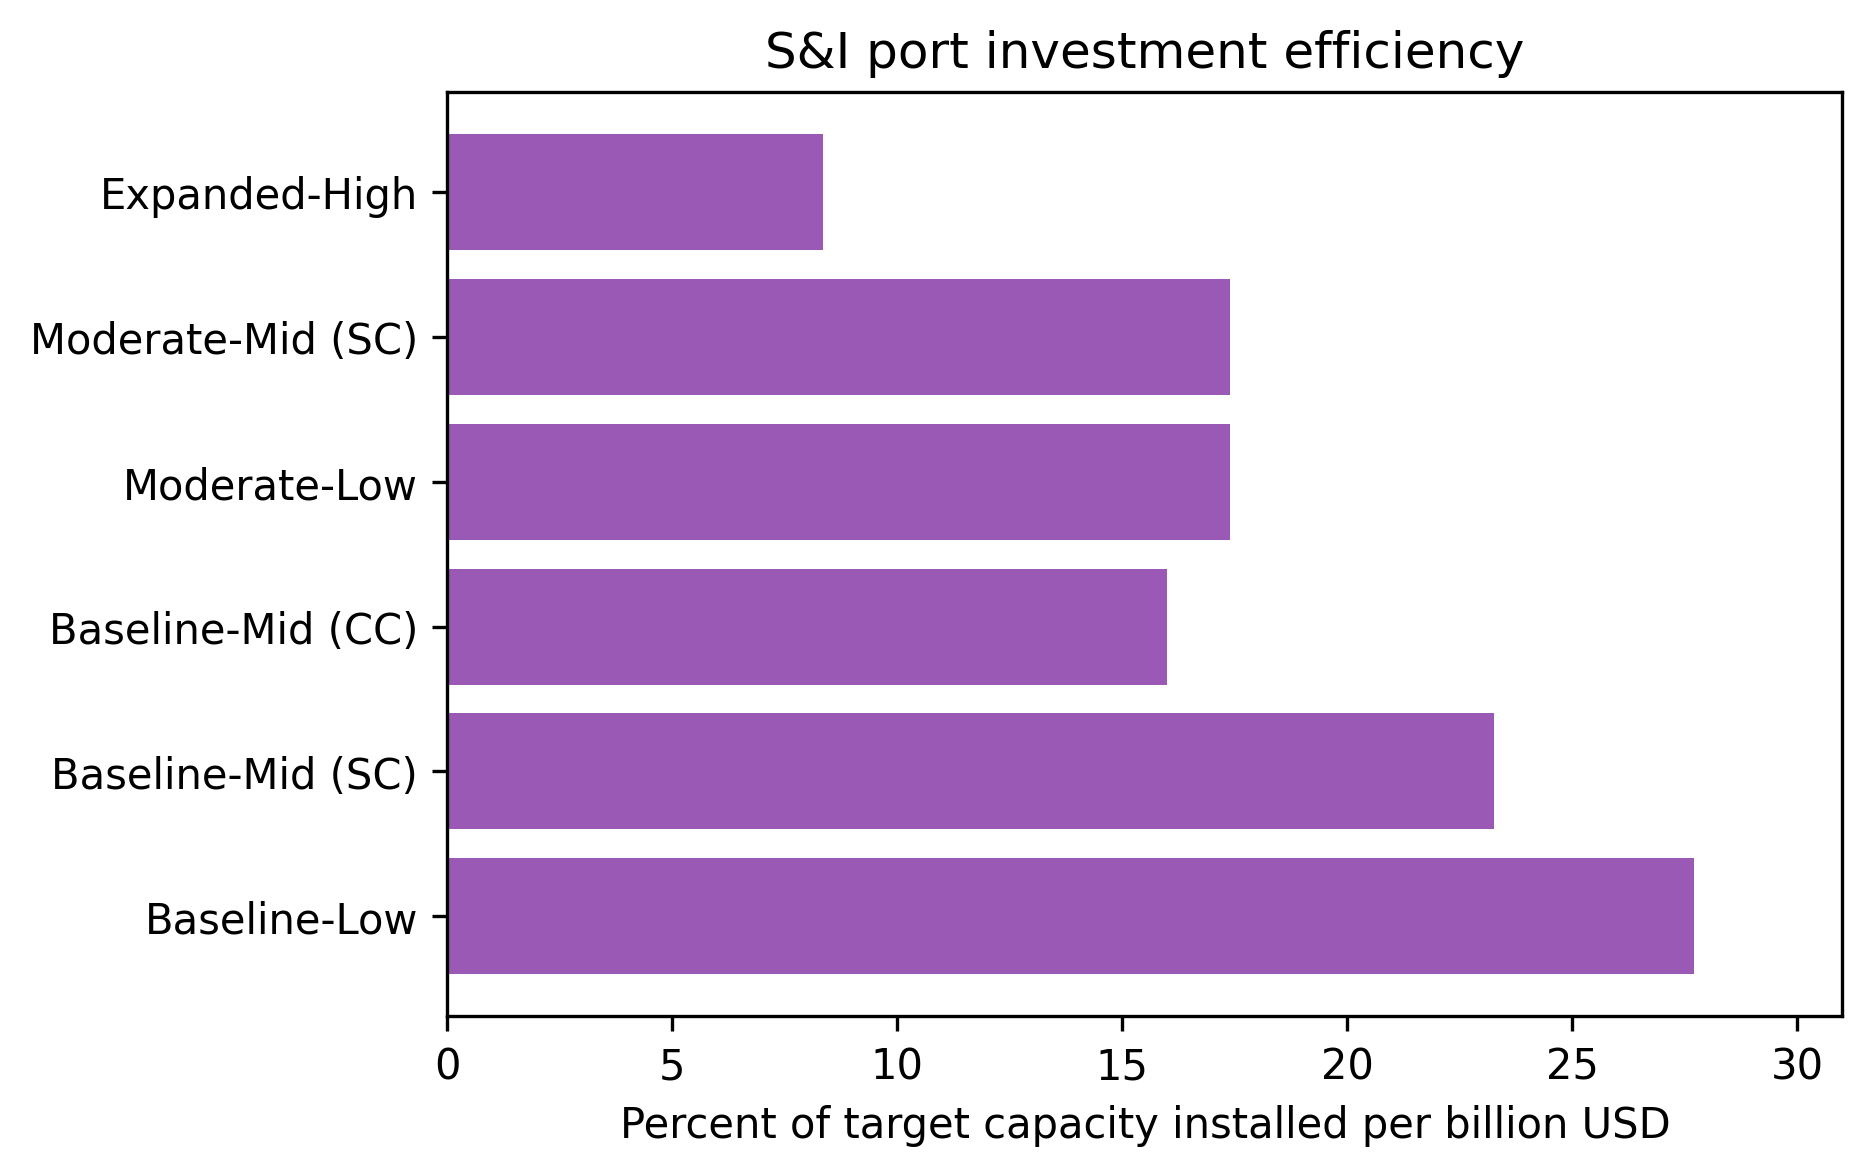 S&I port investment efficiency
Expanded-High
Moderate-Mid (SC)
Moderate-Low
Baseline-Mid (CC)
Baseline-Mid (SC)
Baseline-Low
0 5 10 15 20 25 30
Percent of target capacity installed per billion USD